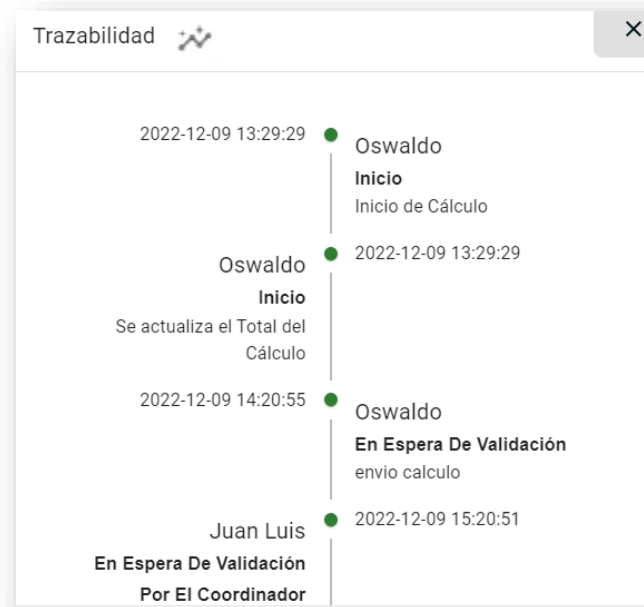 Trazabilidad
2022-12-09 13:29:29
Oswaldo
Inicio
Inicio de Cálculo
2022-12-09 13:29:29
Oswaldo
Inicio
Se actualiza el Total del
Cálculo
2022-12-09 14:20:55
Oswaldo
En Espera De Validación
envio calculo
2022-12-09 15:20:51
Juan Luis
En Espera De Validación
Por El Coordinador